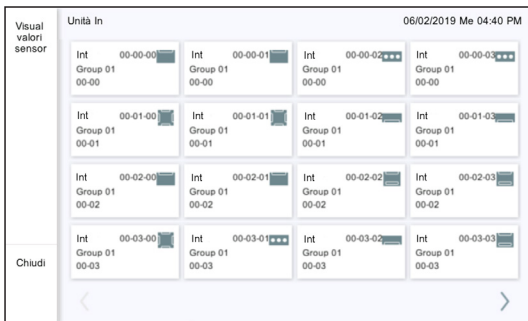 Visual
valori
sensor
Chiudi
Unità In
06/02/2019 Me 04:40 PM
Int 00-00-00
Group 01
00-00
Int 00-00-01
Group 01
00-00
Int 00-00-02
Group 01
00-00
Int 00-00-03
Group 01
00-00
Int 00-01-00
Group 01
00-01
Int 00-01-01
Group 01
00-01
Int 00-01-02
Group 01
00-01
Int 00-01-03
Group 01
00-01
Int 00-02-00
Group 01
00-02
Int 00-02-01
Group 01
00-02
Int 00-02-02
Group 01
00-02
Int 00-02-03
Group 01
00-02
Int 00-03-00
Group 01
00-03
Int 00-03-01
Group 01
00-03
Int 00-03-02
Group 01
00-03
Int 00-03-03
Group 01
00-03